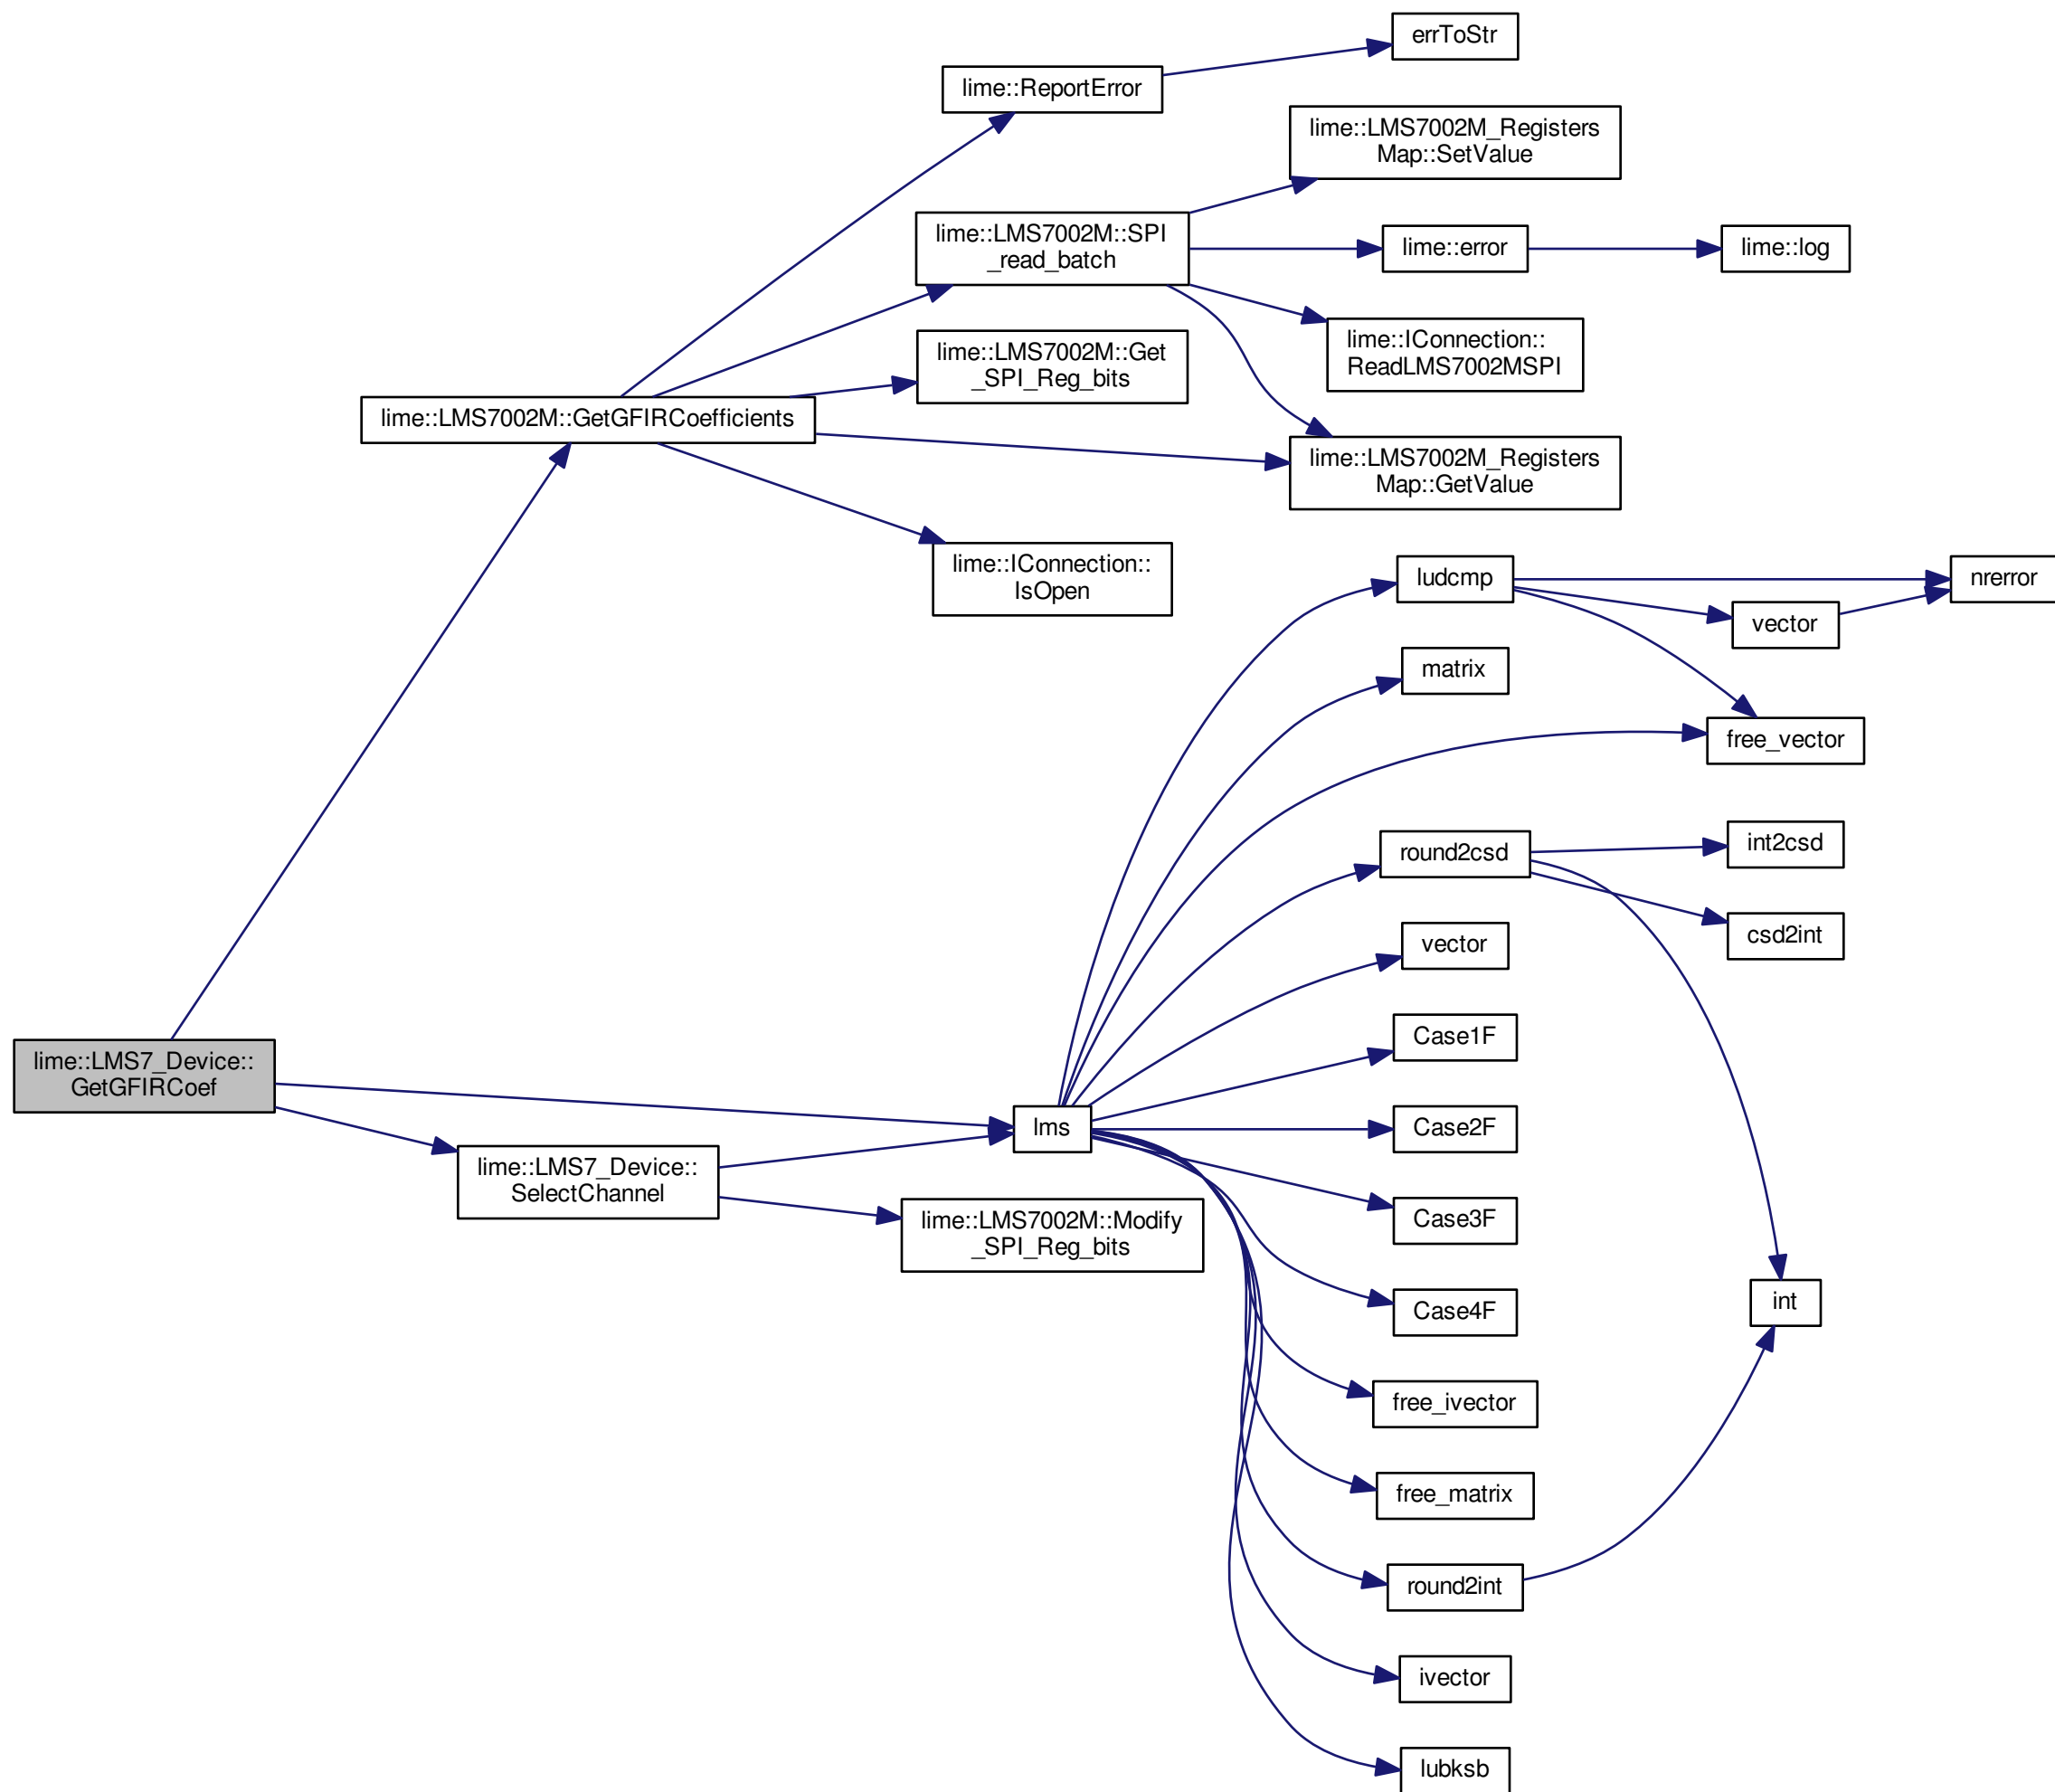 errToStr
lime::ReportError
lime::LMS7002M_Registers
Map::SetValue
lime::LMS7002M::SPI
_read_batch
lime::error
lime::log
lime::IConnection::
ReadLMS7002MSPI
lime::LMS7002M::Get
_SPI_Reg_bits
lime::LMS7002M::GetGFIRCoefficients
lime::LMS7002M_Registers
Map::GetValue
lime::IConnection::
IsOpen
ludcmp
nrerror
vector
matrix
free_vector
round2csd
int2csd
csd2int
vector
Case1F
lime::LMS7_Device::
GetGFIRCoef
lms
Case2F
lime::LMS7_Device::
SelectChannel
lime::LMS7002M::Modify
_SPI_Reg_bits
Case3F
Case4F
int
free_ivector
free_matrix
round2int
ivector
lubksb